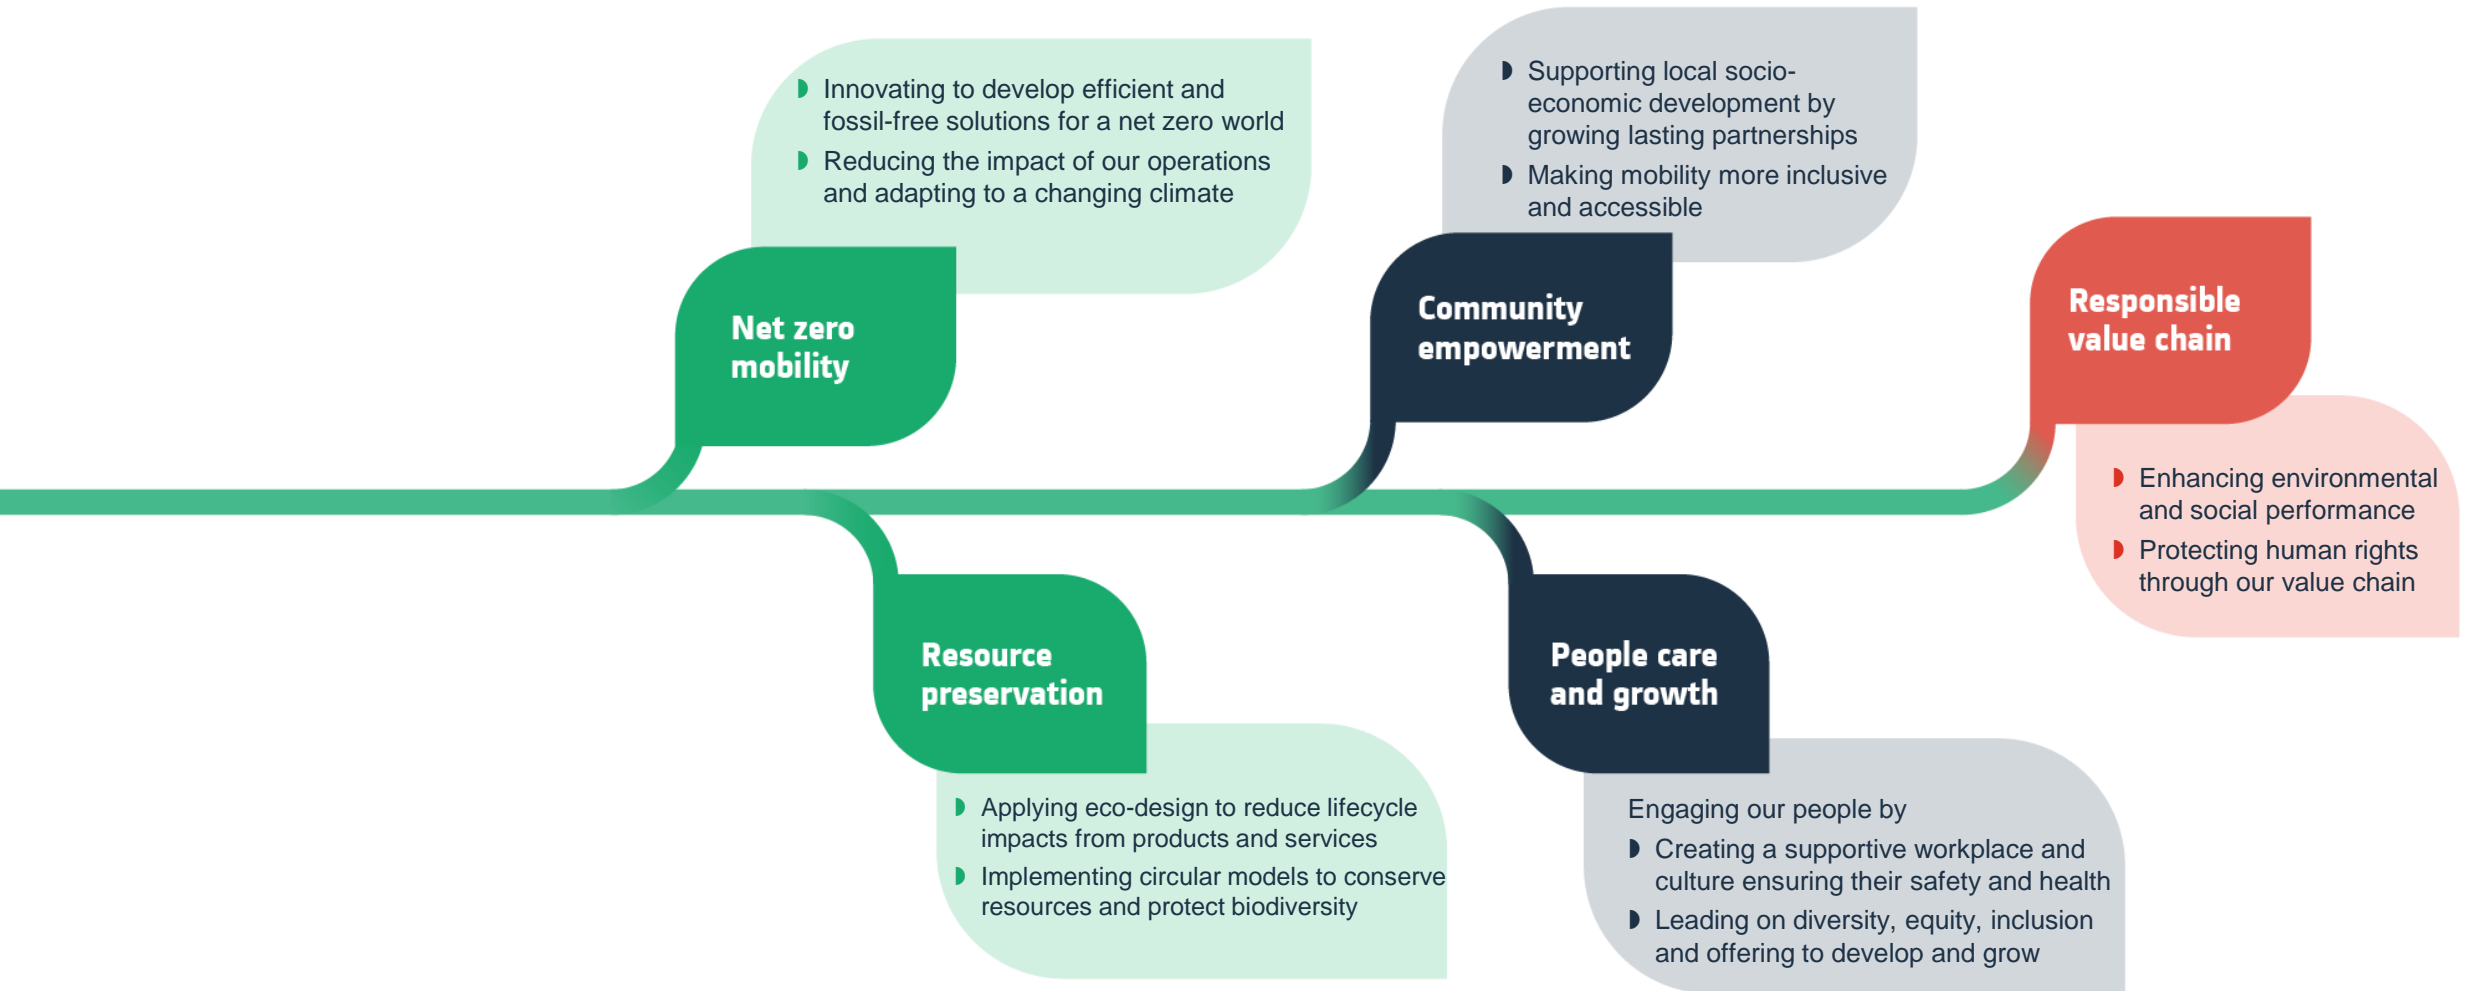 Innovating to develop efficient and
fossil-free solutions for a net zero world
Reducing the impact of our operations
and adapting to a changing climate
Net zero
mobility
Supporting local socio-
economic development by
growing lasting partnerships
Making mobility more inclusive
and accessible
Community
empowerment
Responsible
value chain
Enhancing environmental
and social performance
Protecting human rights
through our value chain
Resource
preservation
Applying eco-design to reduce lifecycle
impacts from products and services
Implementing circular models to conserve
resources and protect biodiversity
People care
and growth
Engaging our people by
Creating a supportive workplace and
culture ensuring their safety and health
Leading on diversity, equity, inclusion
and offering to develop and grow